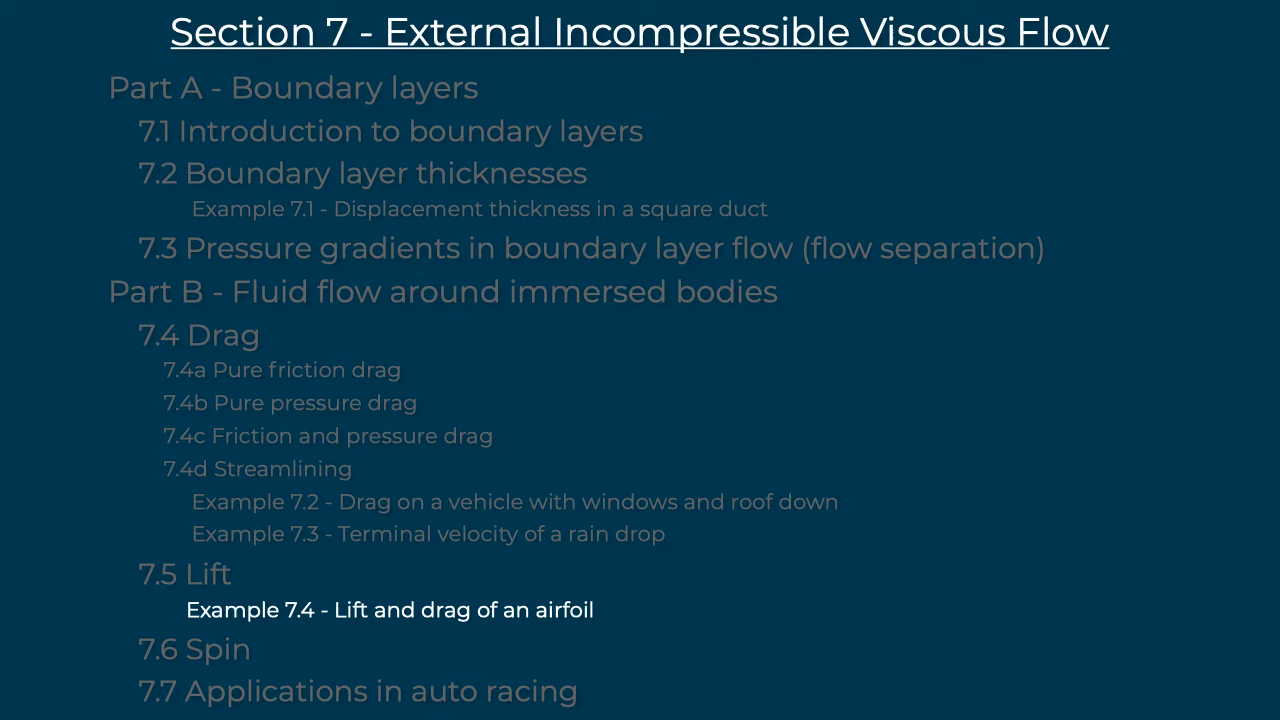 Section 7 - External Incompressible Viscous Flow
Part A - Boundary layers
7.1 Introduction to boundary layers
7.2 Boundary layer thicknesses
Example 7.1 - Displacement thickness in a square duct
7.3 Pressure gradients in boundary layer flow (flow separation)
Part B - Fluid flow around immersed bodies
7.4 Drag
7.4a Pure friction drag
7.4b Pure pressure drag
7.4c Friction and pressure drag
7.4d Streamlining
Example 7.2 - Drag on a vehicle with windows and roof down
Example 7.3 - Terminal velocity of a rain drop
7.5 Lift
Example 7.4 - Lift and drag of an airfoil
7.6 Spin
7.7 Applications in auto racing